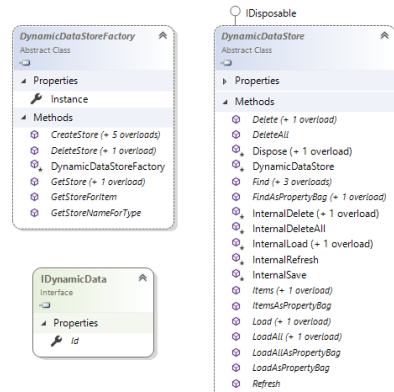 IDisposable
DynamicDataStoreFactory
Abstract Class
Properties
Instance
Methods
CreateStore (+ 5 overloads)
DeleteStore (+ 1 overload)
DynamicDataStoreFactory
GetStore (+ 1 overload)
GetStoreForItem
GetStoreNameForType
IDynamicData
Interface
Properties
Id
DynamicDataStore
Abstract Class
Properties
Methods
Delete (+ 1 overload)
DeleteAll
Dispose (+ 1 overload)
DynamicDataStore
Find (+ 3 overloads)
FindAsPropertyBag (+ 1 overload)
InternalDelete (+ 1 overload)
InternalDeleteAll
InternalLoad (+ 1 overload)
InternalRefresh
InternalSave
Items (+ 1 overload)
ItemsAsPropertyBag
Load (+ 1 overload)
LoadAll (+ 1 overload)
LoadAllAsPropertyBag
LoadAsPropertyBag
Refresh